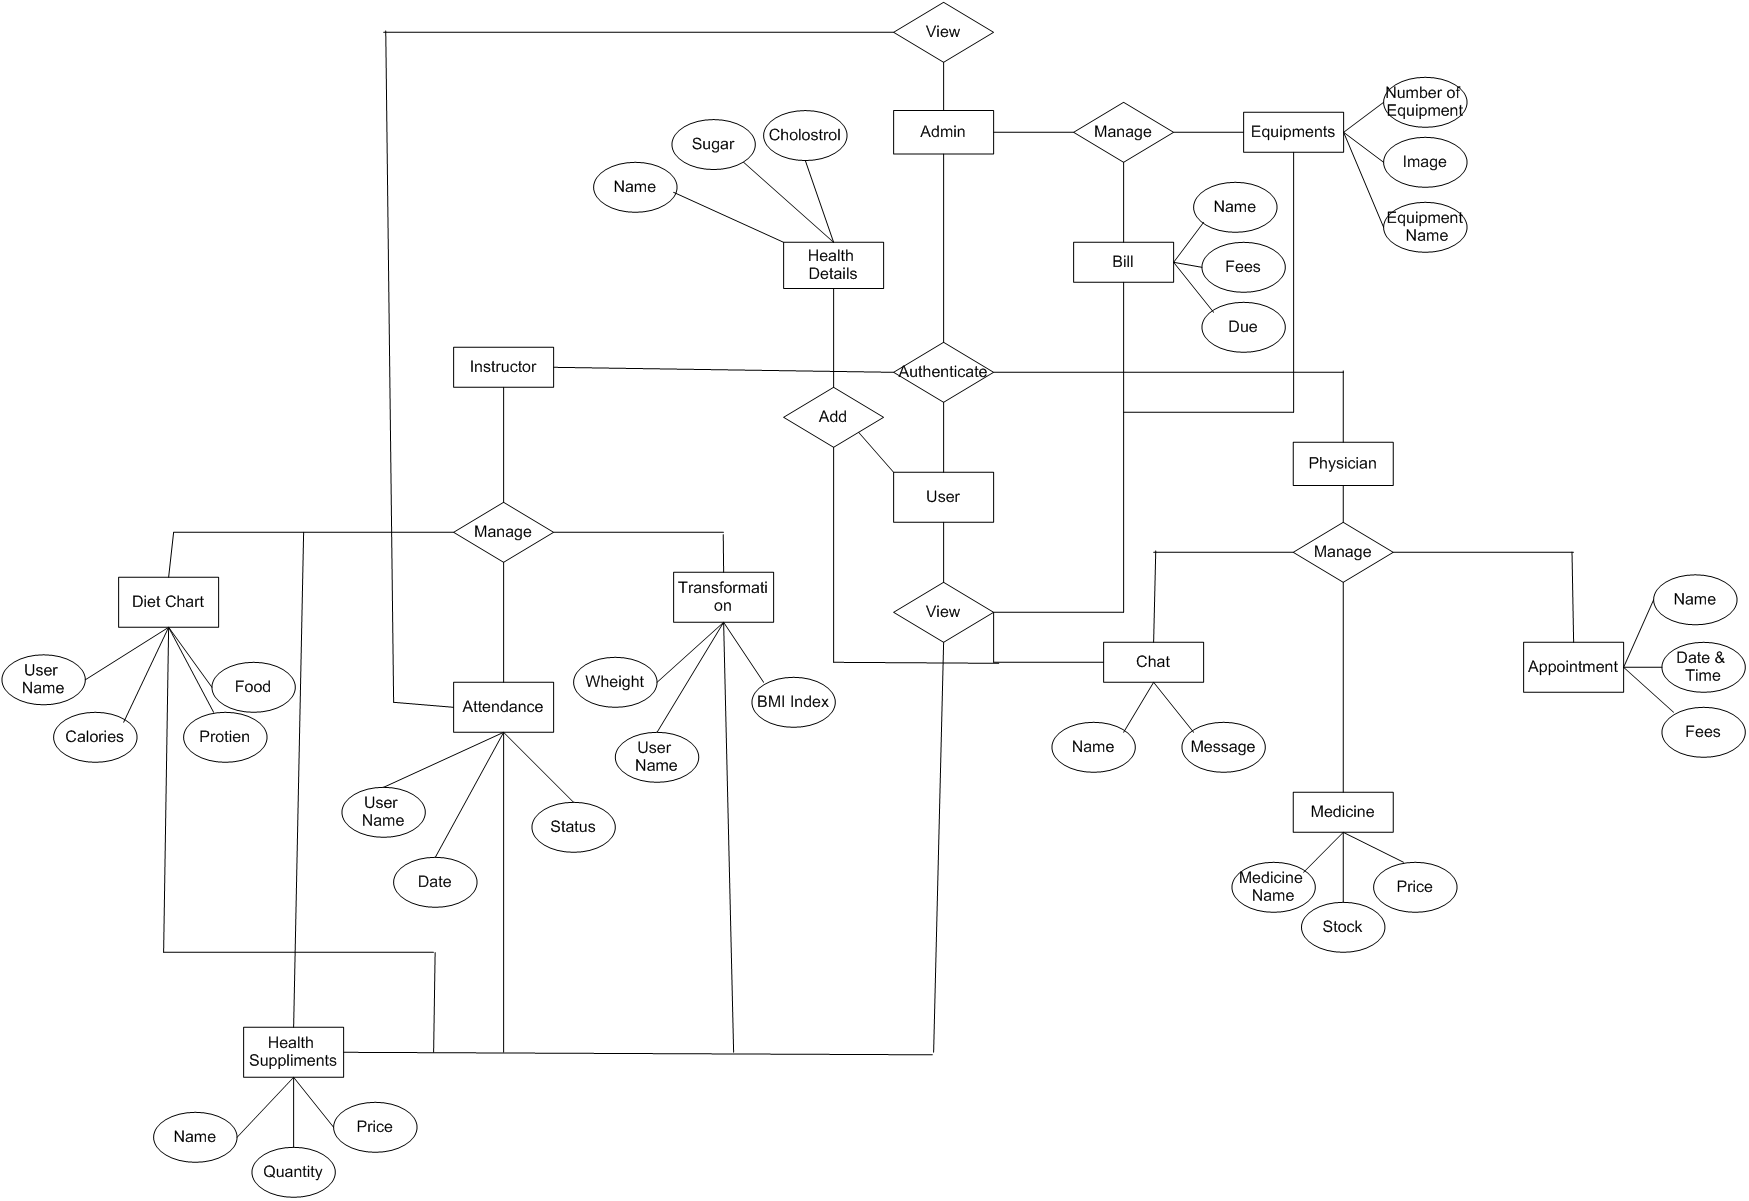 View
Admin
Manage
Equipments
Number of
Equipment
Image
Equipment
Name
Cholostrol
Sugar
Name
Health
Details
Name
Bill
Fees
Due
Instructor
Authenticate
Add
Physician
User
Manage
Manage
Diet Chart
Transformati
on
View
Name
User
Name
Food
Calories
Protien
Attendance
Wheight
BMI Index
User
Name
Chat
Name
Message
Appointment
Date &
Time
Fees
User
Name
Status
Date
Medicine
Medicine
Name
Price
Stock
Health
Suppliments
Name
Price
Quantity